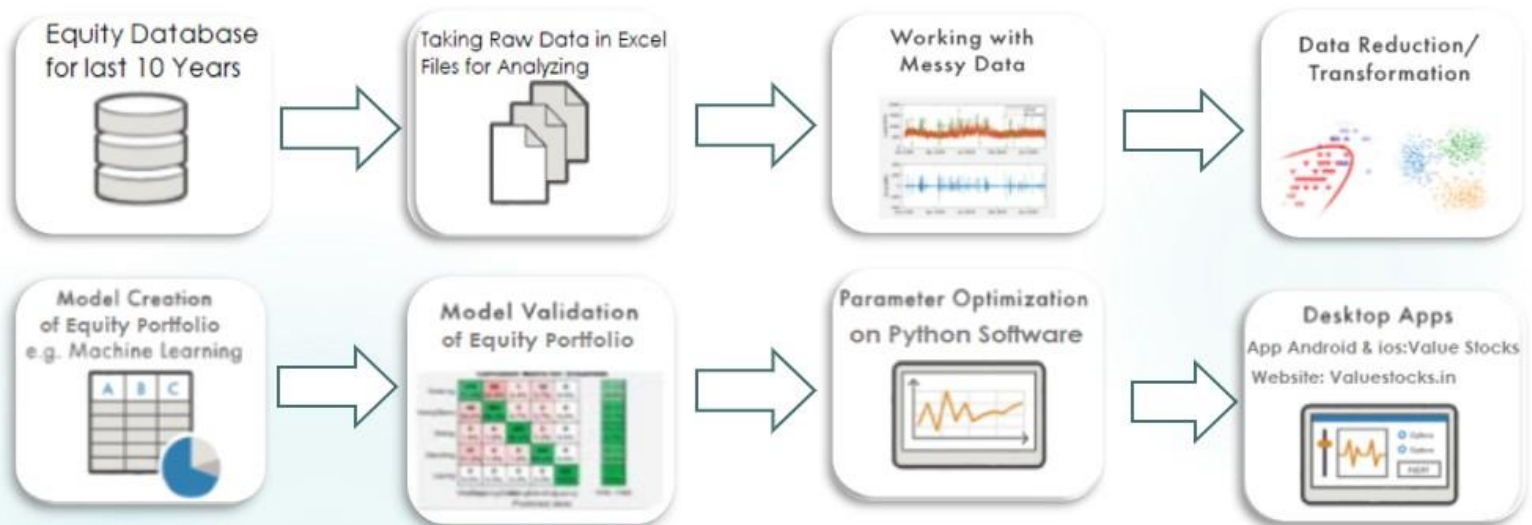 Equity Database
for last 10 Years
Taking Raw Data in Excel
Files for Analyzing
Working with
Messy Data
Data Reduction/
Transformation
Model Creation
of Equity Portfolio
e.g. Machine Learning
A B C
Model Validation
of Equity Portfolio
Parameter Optimization
on Python Software
Desktop Apps
App Android & ios:Value Stocks
Website: Valuestocks.in